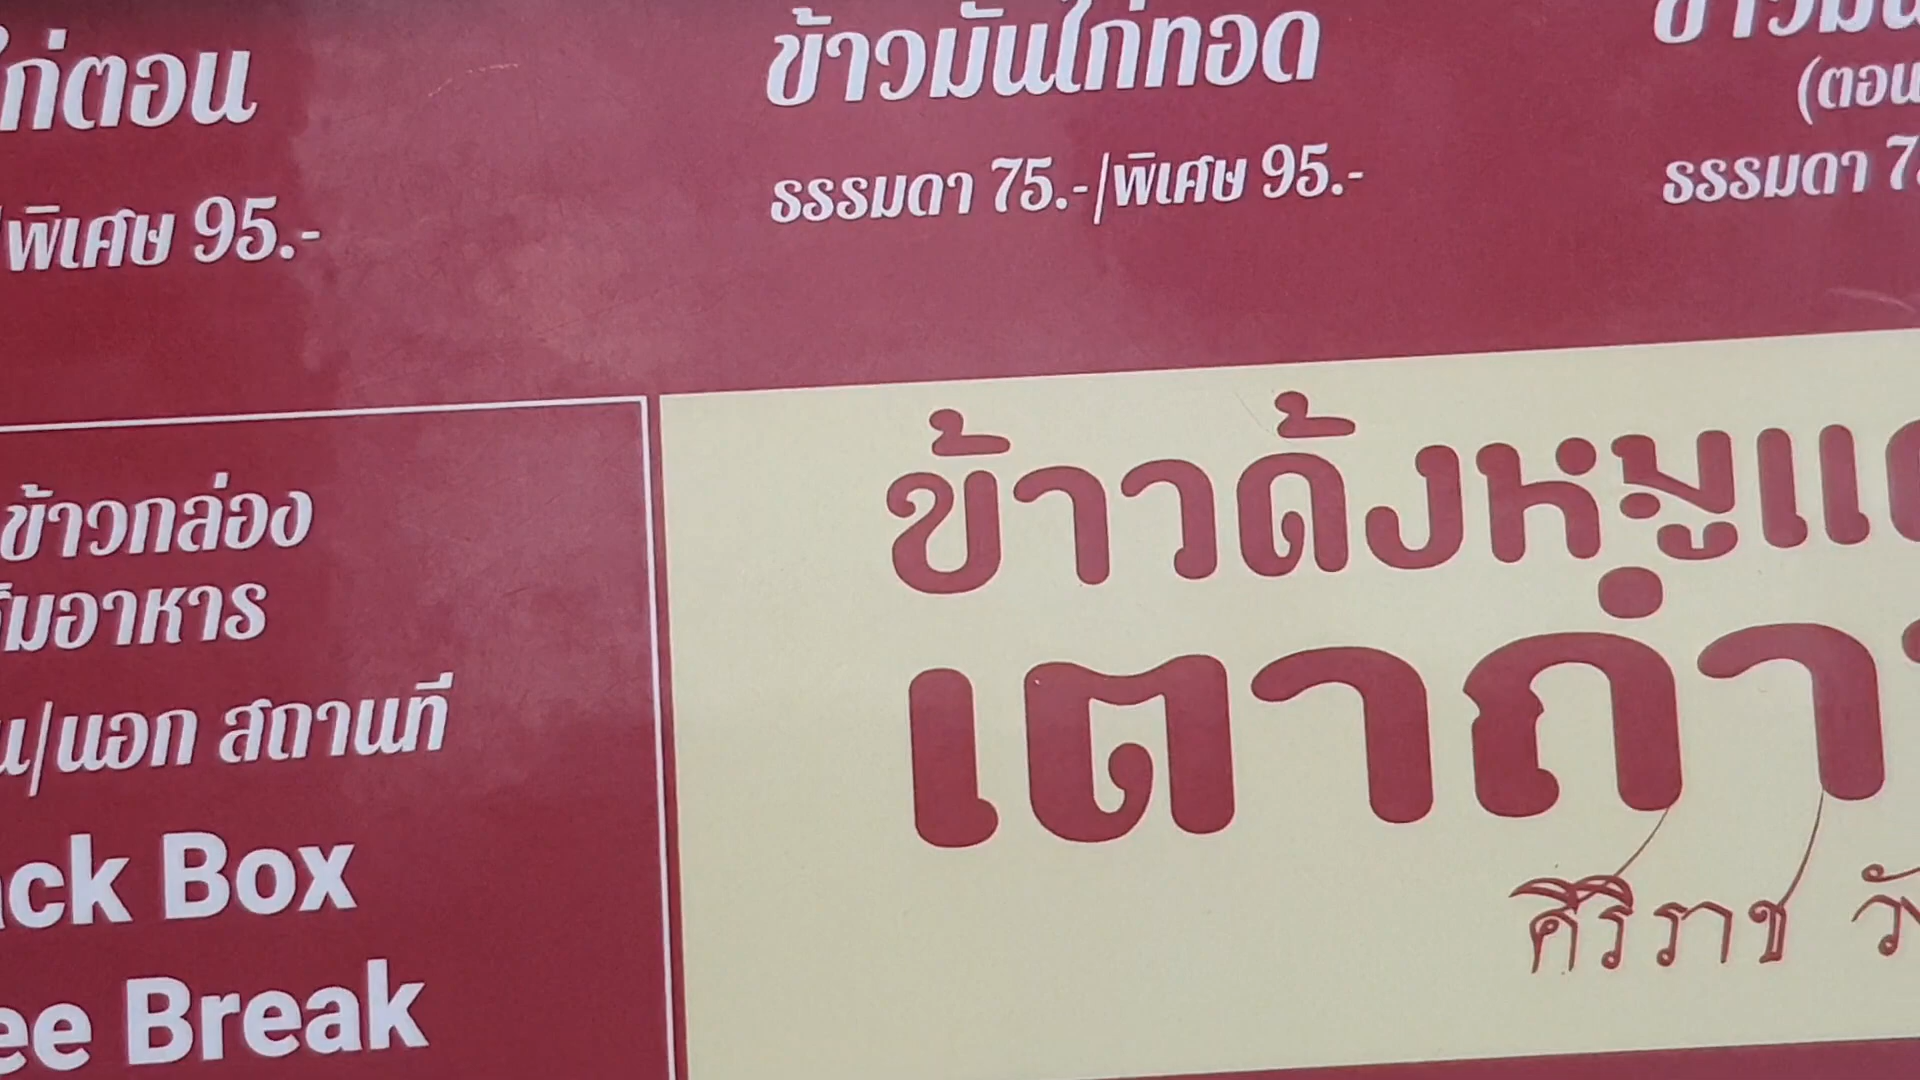 ไก่ตอน
/พิเศษ 95.-
ข้าวมันไก่ทอด
ธรรมดา 75.-/พิเศษ 95.-
(ตอน
ธรรมดา 7
ข้าวกล่อง
อาหาร
/นอก สถานที่
Box
Break
ข้าวดั้งหมูแ
เตาถ่า
ศิริราช วั